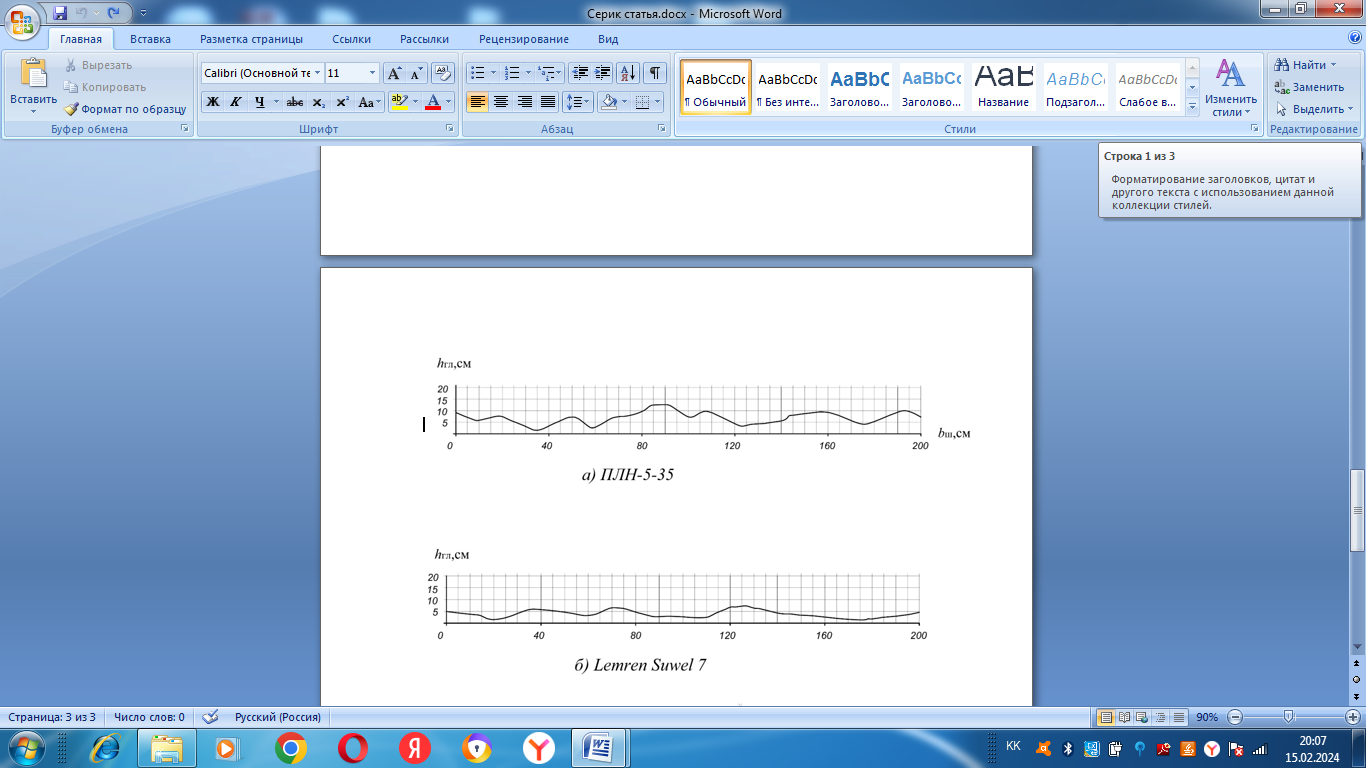 Серик статья.docx - Microsoft Word
Главная Вставка Разметка страницы Ссылки Рассылки Рецензирование Вид
Вставить
Вырезать
Копировать
Формат по образцу
Буфер обмена
Calibri (Основной те 11
Ж К Ч abc x₂ x² Aa
Шрифт
Абзац
AaBbCcDc AaBbCcDc AaBbC AaBbCc AaB AaBbCc AaBbCcDc
¶ Обычный ¶ Без инте... Заголово... Заголово... Название Подзагол... Слабое в...
Изменить стили
Стили
Найти
Заменить
Выделить
Редактирование
Строка 1 из 3
Форматирование заголовков, цитат и
другого текста с использованием данной
коллекции стилей.
hгл,см
20
15
10
5
0 40 80 120 160 200
bш,см
а) ПЛН-5-35
hгл,см
20
15
10
5
0 40 80 120 160 200
б) Lemren Suwel 7
Страница: 3 из 3 Число слов: 0 Русский (Россия) 90%
KK
20:07
15.02.2024